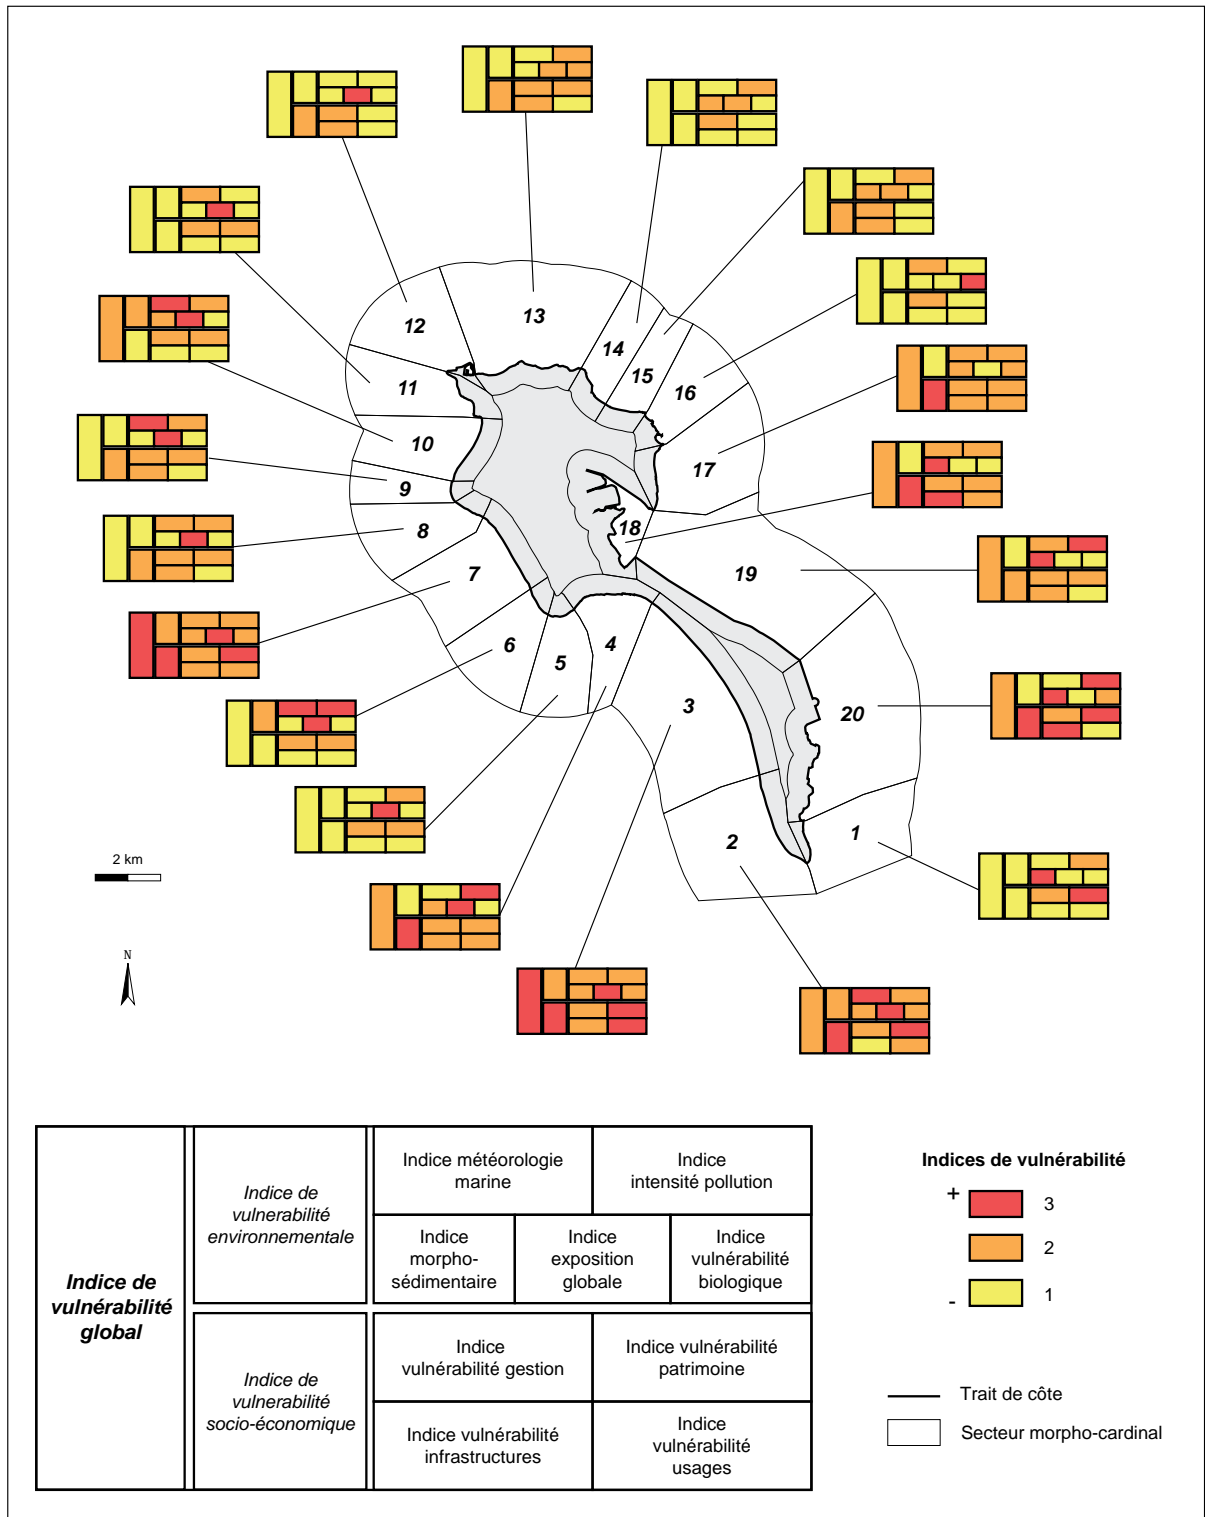 12
13
14
15
16
11
10
9
8
7
6
5
4
3
17
18
19
20
2
1
2 km
N
Indice de
vulnérabilité
global
Indice de
vulnerabilité
environnementale
Indice météorologie
marine
Indice
intensité pollution
Indice
morpho-
sédimentaire
Indice
exposition
globale
Indice
vulnérabilité
biologique
Indice de
vulnerabilité
socio-économique
Indice
vulnérabilité gestion
Indice vulnérabilité
patrimoine
Indice vulnérabilité
infrastructures
Indice
vulnérabilité
usages
Indices de vulnérabilité
+
3
2
-
1
Trait de côte
Secteur morpho-cardinal